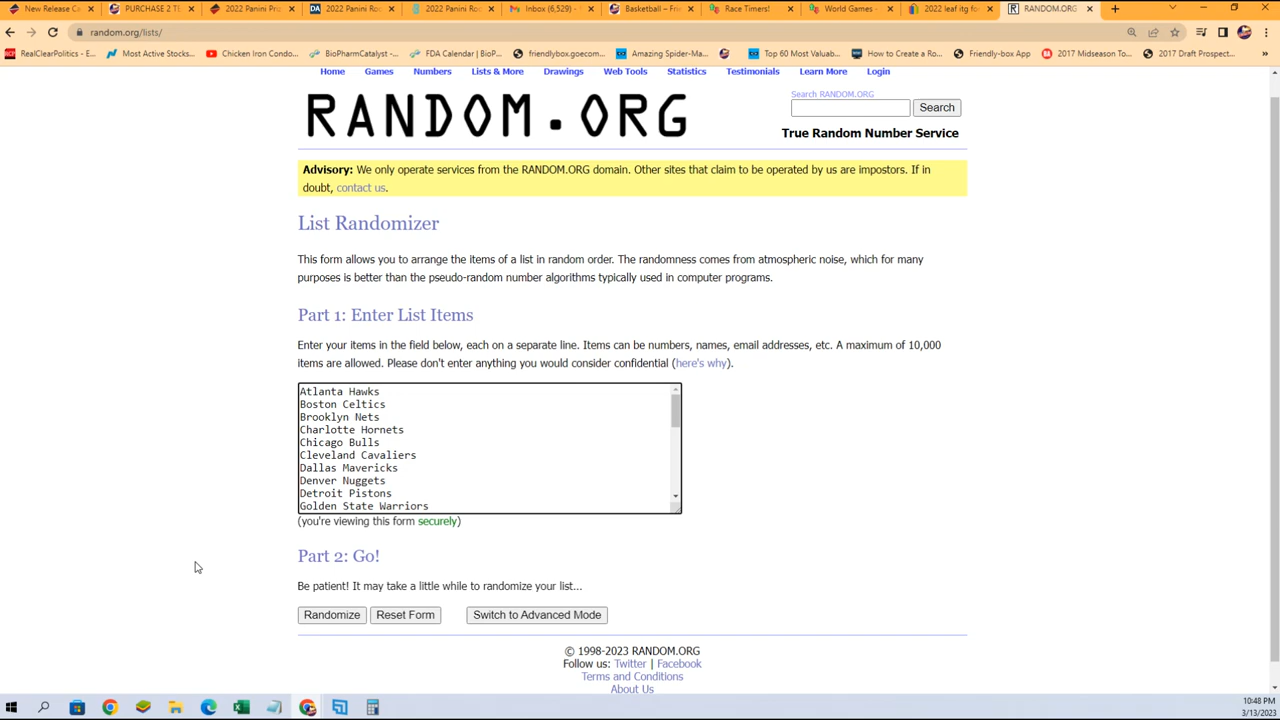 New Release Ca
PURCHASE 2 TE
2022 Panini Priz
2022 Panini Roo
2022 Panini Roo
Inbox (6,529) -
Basketball – Frie
Race Timers!
World Games -
2022 leaf itg for
RANDOM.ORG
random.org/lists/
RealClearPolitics - E...
Most Active Stocks...
Chicken Iron Condo...
BioPharmCatalyst -...
FDA Calendar | BioP...
friendlybox.goecom...
Amazing Spider-Ma...
Top 60 Most Valuab...
How to Create a Ro...
Friendly-box App
2017 Midseason To...
2017 Draft Prospect...
Home
Games
Numbers
Lists & More
Drawings
Web Tools
Statistics
Testimonials
Learn More
Login
RANDOM.ORG
Search RANDOM.ORG
Search
True Random Number Service
Advisory: We only operate services from the RANDOM.ORG domain. Other sites that claim to be operated by us are impostors. If in
doubt, contact us.
List Randomizer
This form allows you to arrange the items of a list in random order. The randomness comes from atmospheric noise, which for many
purposes is better than the pseudo-random number algorithms typically used in computer programs.
Part 1: Enter List Items
Enter your items in the field below, each on a separate line. Items can be numbers, names, email addresses, etc. A maximum of 10,000
items are allowed. Please don't enter anything you would consider confidential (here's why).
Atlanta Hawks
Boston Celtics
Brooklyn Nets
Charlotte Hornets
Chicago Bulls
Cleveland Cavaliers
Dallas Mavericks
Denver Nuggets
Detroit Pistons
Golden State Warriors
(you're viewing this form securely)
Part 2: Go!
Be patient! It may take a little while to randomize your list...
Randomize
Reset Form
Switch to Advanced Mode
© 1998-2023 RANDOM.ORG
Follow us: Twitter | Facebook
Terms and Conditions
About Us
10:48 PM
3/13/2023